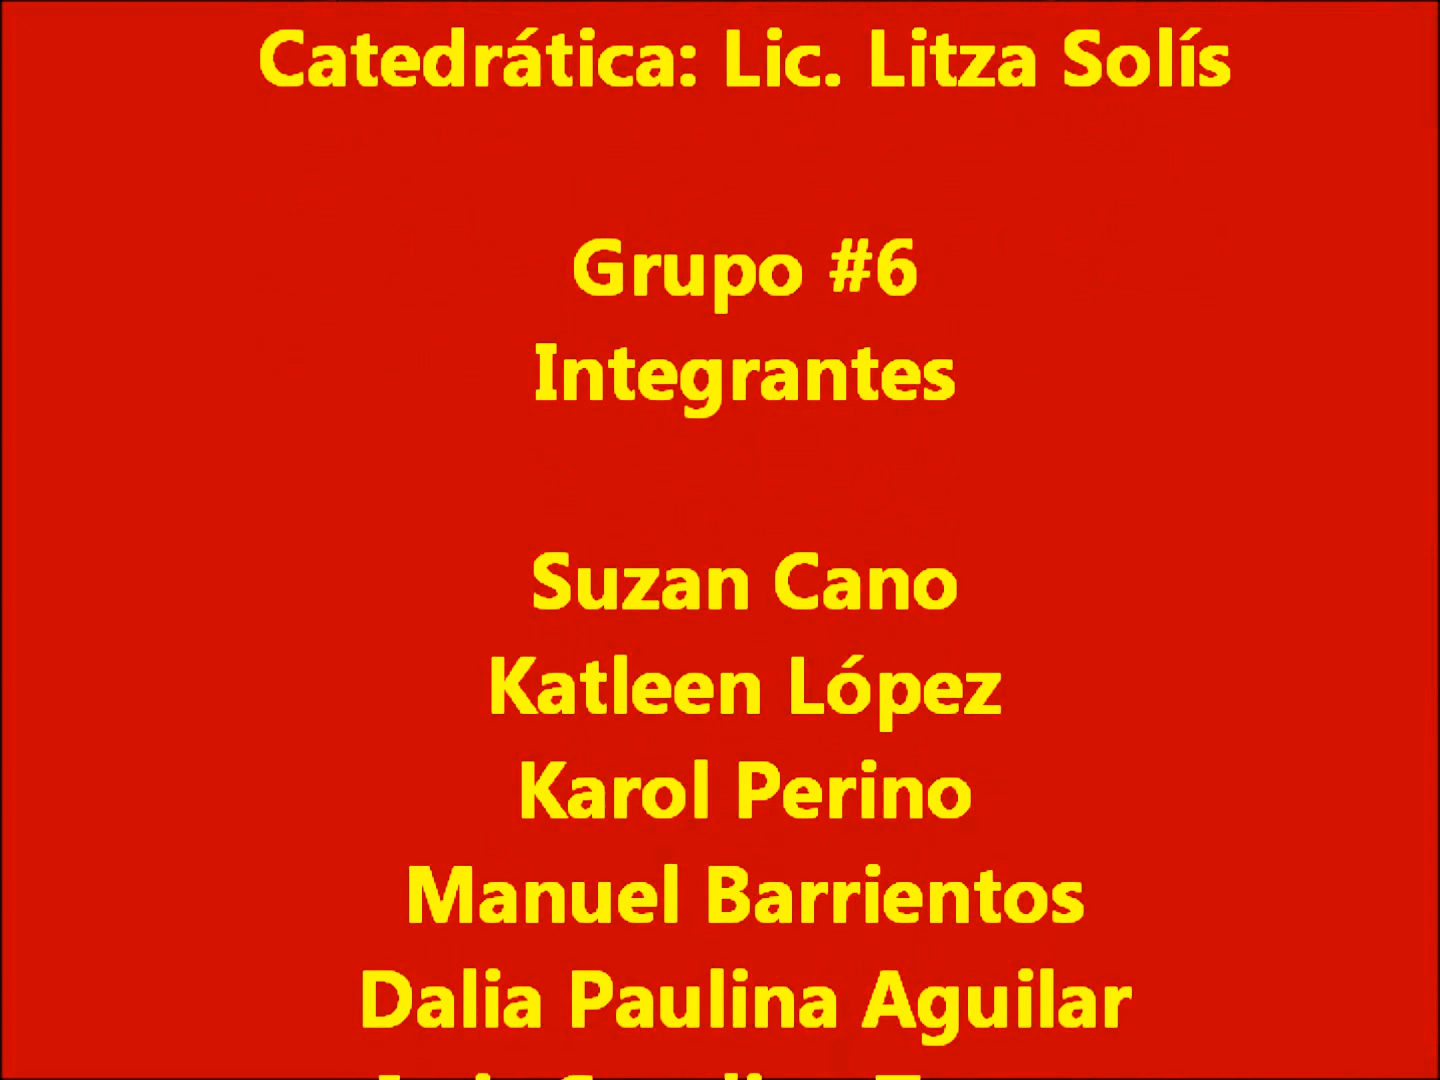 Catedrática: Lic. Litza Solís
Grupo #6
Integrantes
Suzan Cano
Katleen López
Karol Perino
Manuel Barrientos
Dalia Paulina Aguilar